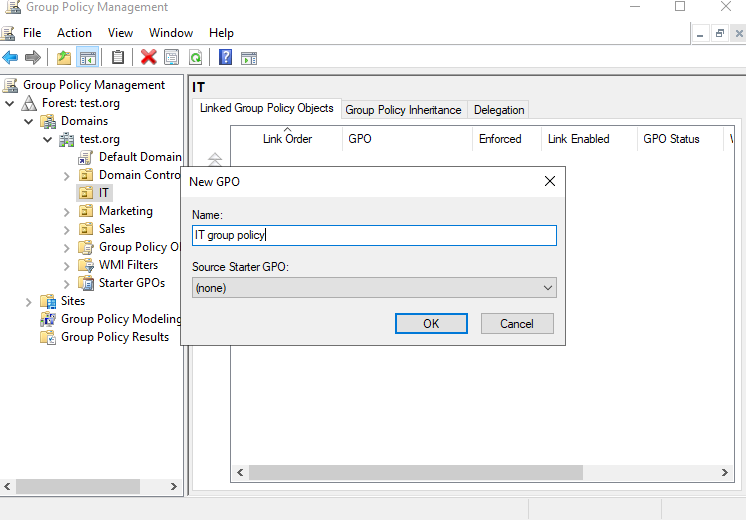 Group Policy Management
File Action View Window Help
Group Policy Management
Forest: test.org
Domains
test.org
Default Domain
Domain Contro
IT
Marketing
Sales
Group Policy O
WMI Filters
Starter GPOs
Sites
Group Policy Modeling
Group Policy Results
IT
Linked Group Policy Objects Group Policy Inheritance Delegation
Link Order GPO Enforced Link Enabled GPO Status
New GPO
Name:
IT group policy
Source Starter GPO:
(none)
OK Cancel